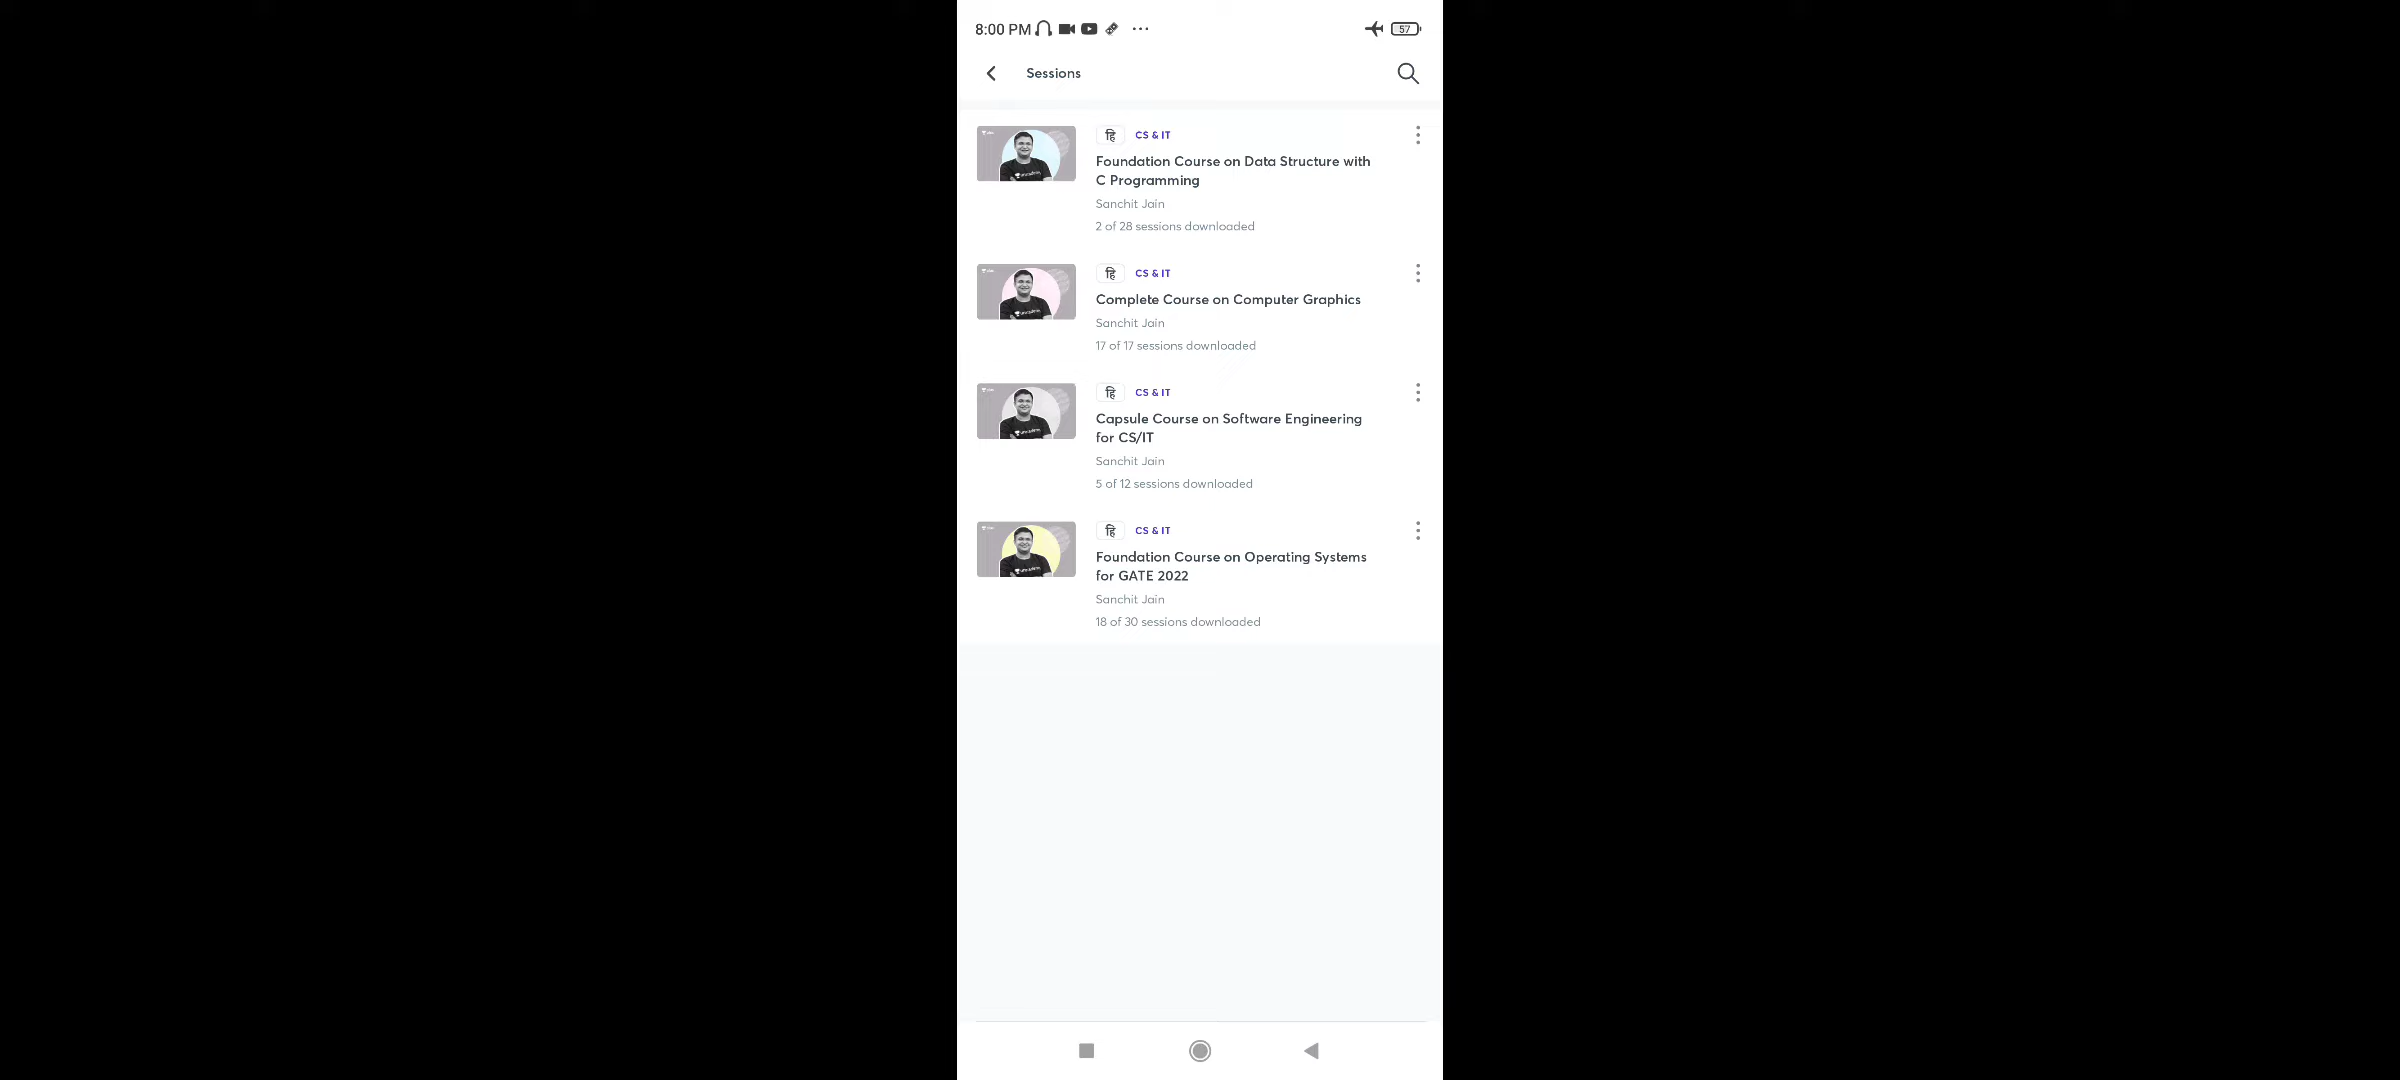 8:00 PM
57
Sessions
हि CS & IT
Foundation Course on Data Structure with
C Programming
Sanchit Jain
2 of 28 sessions downloaded
हि CS & IT
Complete Course on Computer Graphics
Sanchit Jain
17 of 17 sessions downloaded
हि CS & IT
Capsule Course on Software Engineering
for CS/IT
Sanchit Jain
5 of 12 sessions downloaded
हि CS & IT
Foundation Course on Operating Systems
for GATE 2022
Sanchit Jain
18 of 30 sessions downloaded